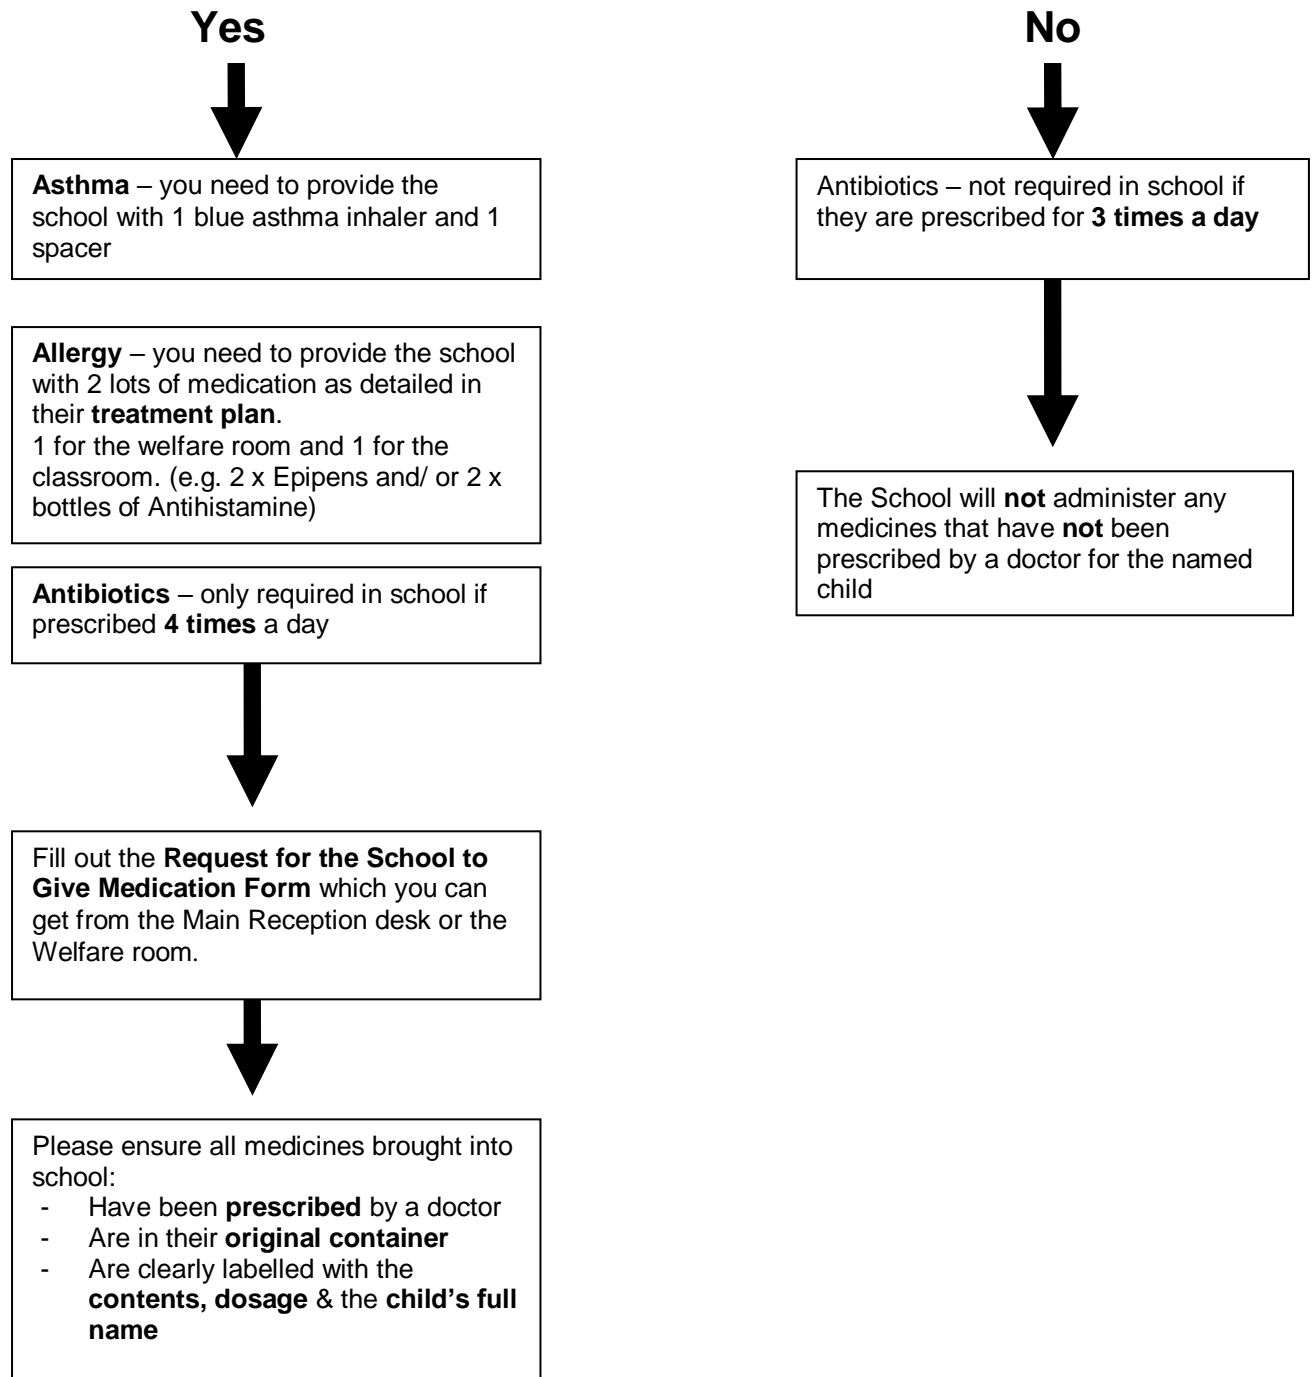 Yes
Asthma – you need to provide the
school with 1 blue asthma inhaler and 1
spacer
Allergy – you need to provide the school
with 2 lots of medication as detailed in
their treatment plan.
1 for the welfare room and 1 for the
classroom. (e.g. 2 x Epipens and/ or 2 x
bottles of Antihistamine)
Antibiotics – only required in school if
prescribed 4 times a day
Fill out the Request for the School to
Give Medication Form which you can
get from the Main Reception desk or the
Welfare room.
Please ensure all medicines brought into
school:
- Have been prescribed by a doctor
- Are in their original container
- Are clearly labelled with the
contents, dosage & the child’s full
name
No
Antibiotics – not required in school if
they are prescribed for 3 times a day
The School will not administer any
medicines that have not been
prescribed by a doctor for the named
child